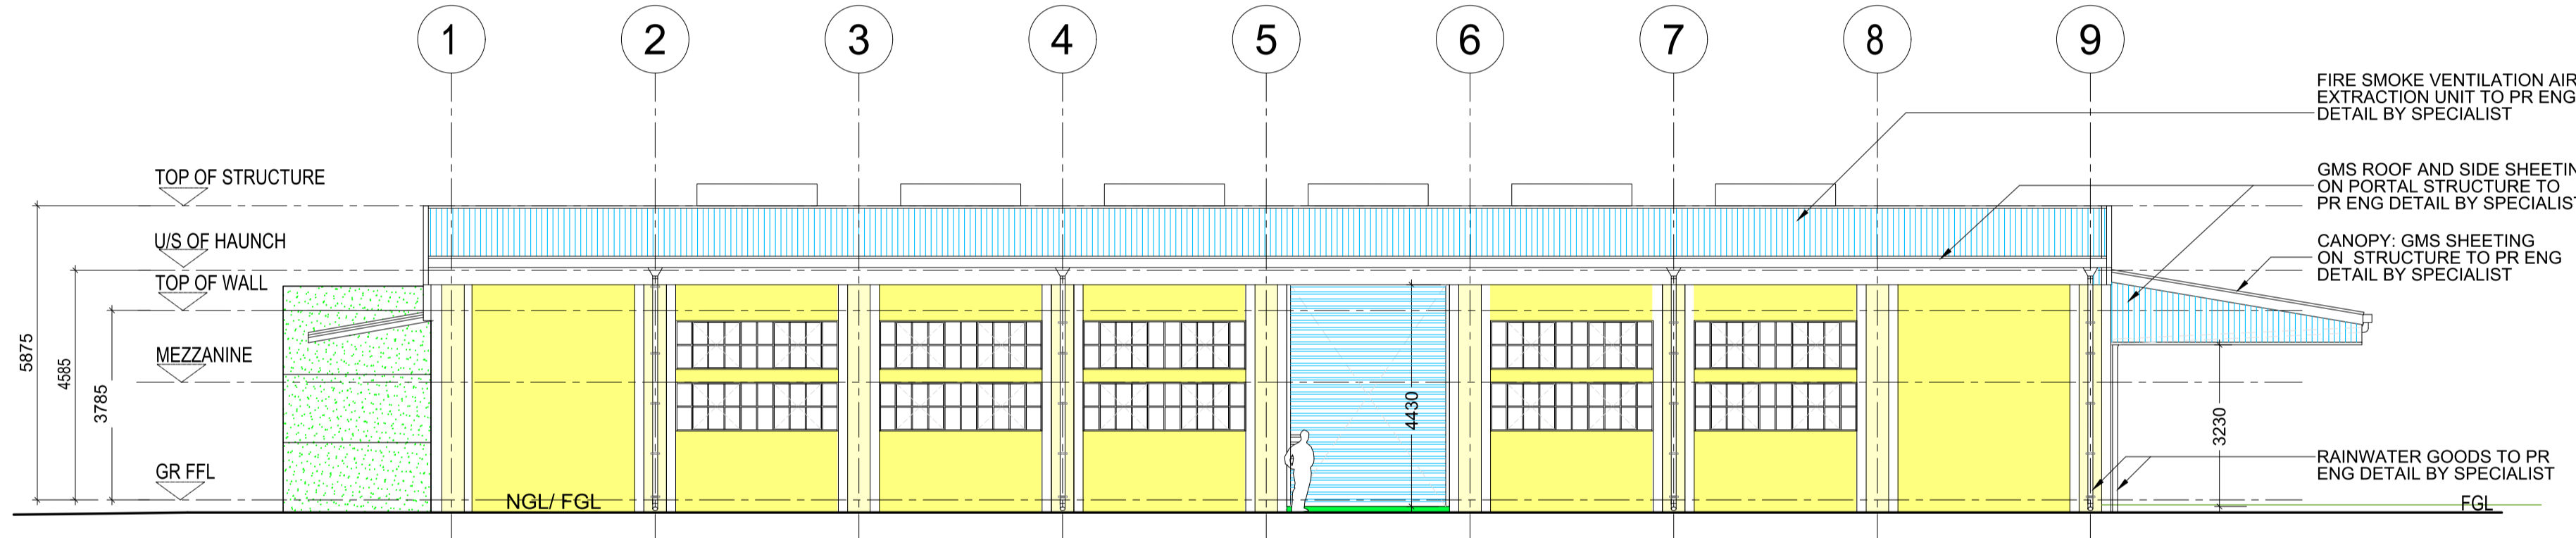 1 2 3 4 5 6 7 8 9
FIRE SMOKE VENTILATION AIR
EXTRACTION UNIT TO PR ENG
DETAIL BY SPECIALIST
GMS ROOF AND SIDE SHEETIN
ON PORTAL STRUCTURE TO
PR ENG DETAIL BY SPECIALIST
CANOPY: GMS SHEETING
ON STRUCTURE TO PR ENG
DETAIL BY SPECIALIST
TOP OF STRUCTURE
U/S OF HAUNCH
TOP OF WALL
MEZZANINE
GR FFL
5875
4585
3785
NGL/ FGL
4430
3230
RAINWATER GOODS TO PR
ENG DETAIL BY SPECIALIST
FGL